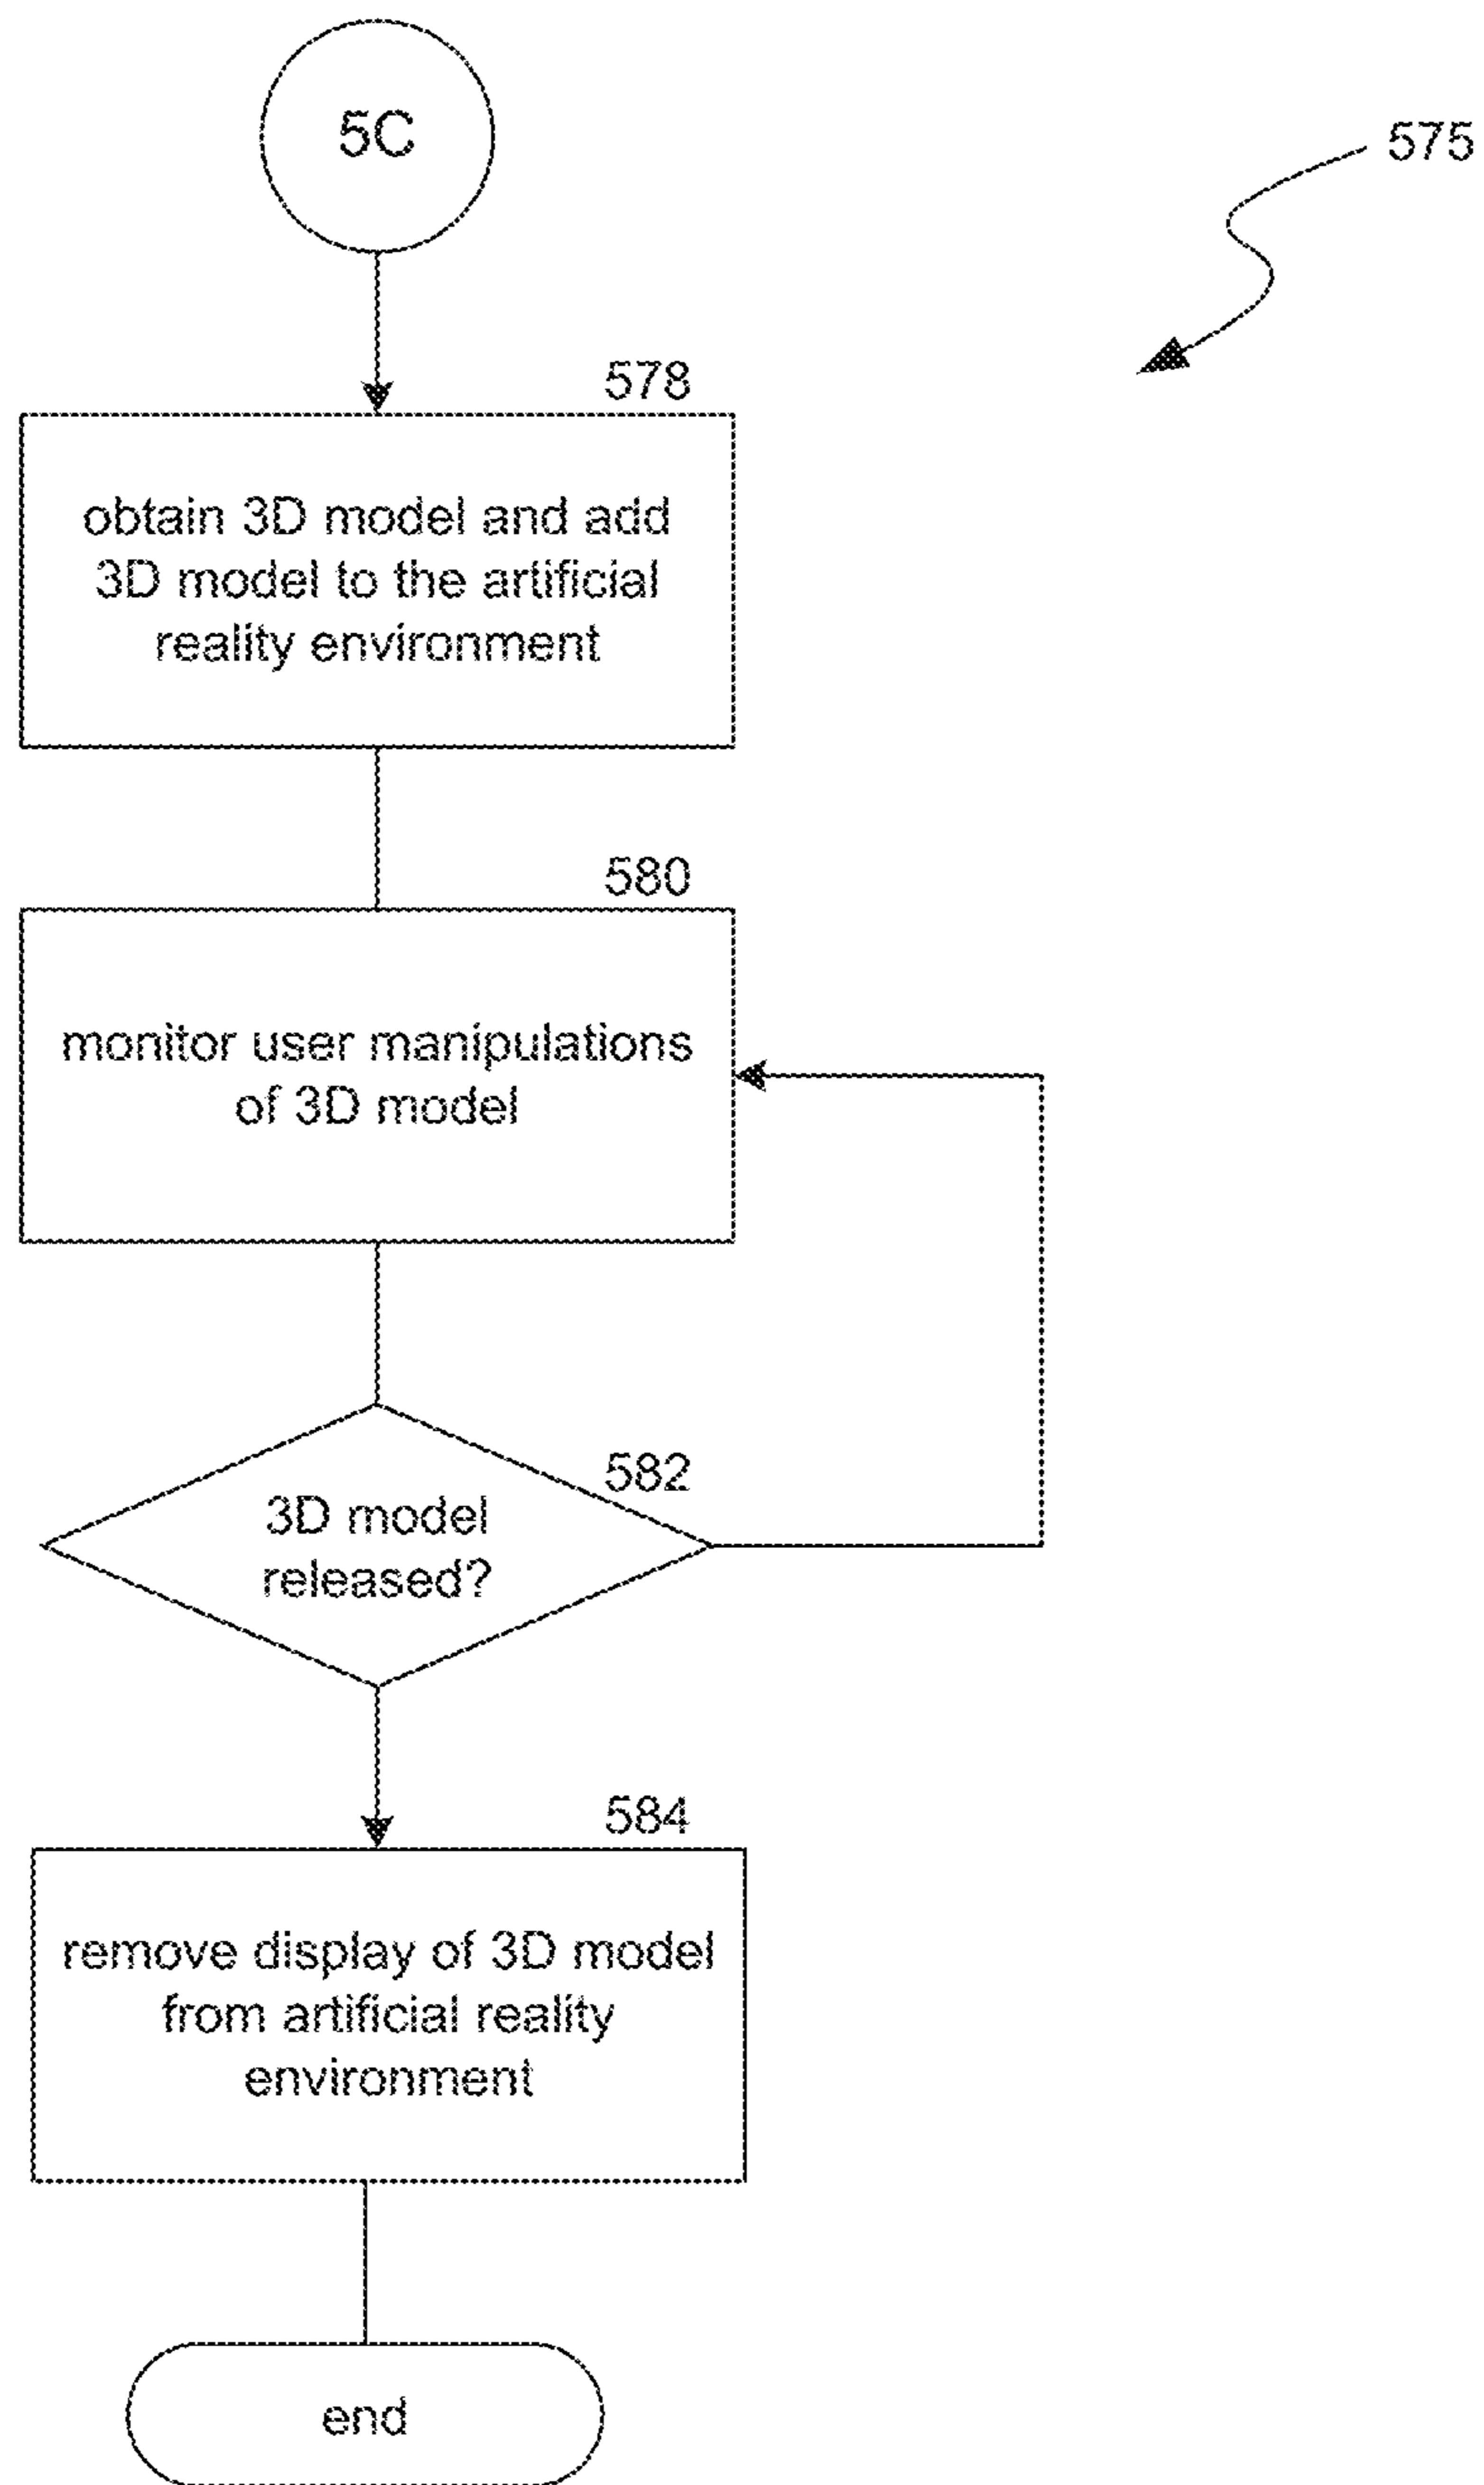 5C
575
578
obtain 3D model and add
3D model to the artificial
reality environment
580
monitor user manipulations
of 3D model
582
3D model
released?
584
remove display of 3D model
from artificial reality
environment
end